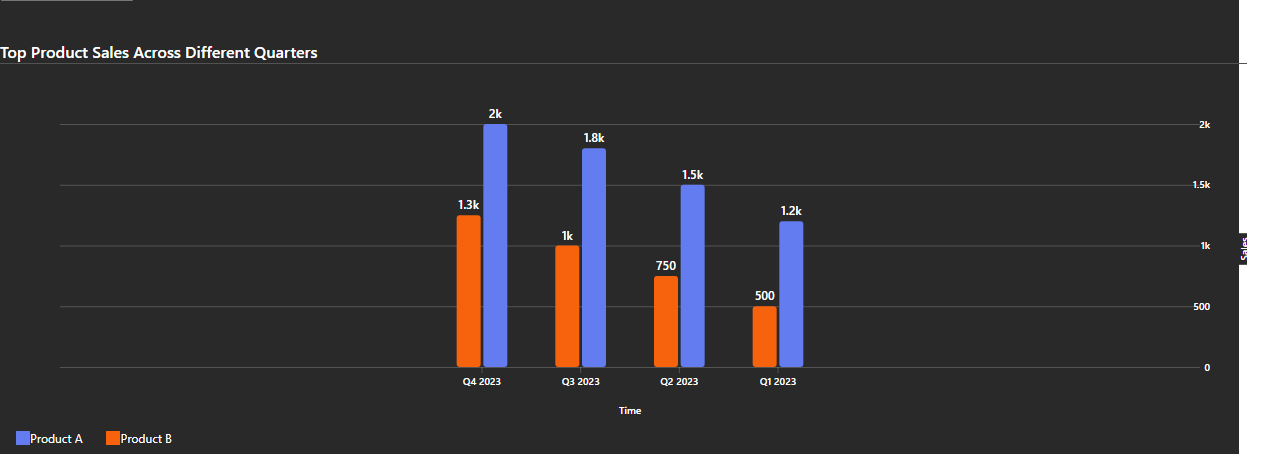 Top Product Sales Across Different Quarters
2k
1.8k
1.5k
1.2k
1.3k
1k
750
500
2k
1.5k
1k
500
0
Sales
Q4 2023 Q3 2023 Q2 2023 Q1 2023
Time
Product A Product B